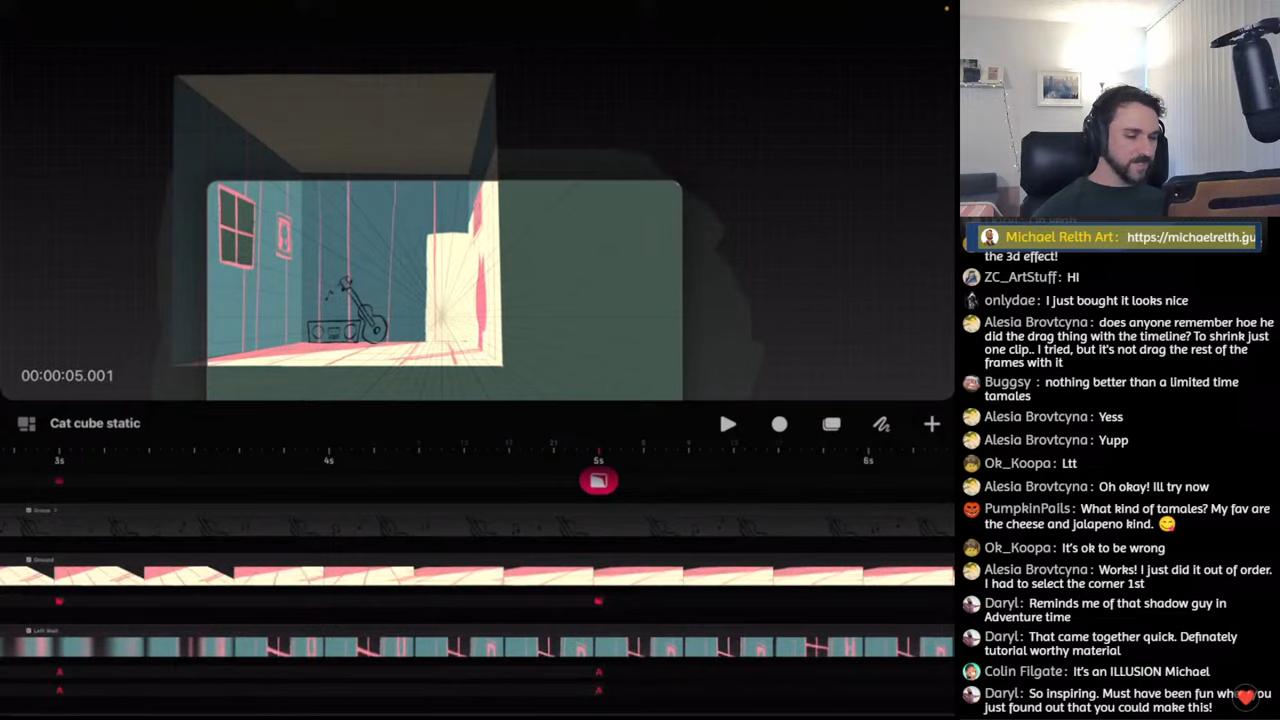 00:00:05.001
Cat cube static
3s
4s
5s
6s
Group 7
Ground
Left Wall
Michael Relth Art: https://michaelrelth.gu
the 3d effect!
ZC_ArtStuff: HI
onlydae: I just bought it looks nice
Alesia Brovtcyna: does anyone remember hoe he
did the drag thing with the timeline? To shrink just
one clip.. I tried, but it's not drag the rest of the
frames with it
Buggsy : nothing better than a limited time
tamales
Alesia Brovtcyna: Yess
Alesia Brovtcyna: Yupp
Ok_Koopa: Ltt
Alesia Brovtcyna: Oh okay! Ill try now
PumpkinPails: What kind of tamales? My fav are
the cheese and jalapeno kind. 😋
Ok_Koopa: It's ok to be wrong
Alesia Brovtcyna: Works! I just did it out of order.
I had to select the corner 1st
Daryl: Reminds me of that shadow guy in
Adventure time
Daryl: That came together quick. Definately
tutorial worthy material
Colin Filgate: It's an ILLUSION Michael
Daryl: So inspiring. Must have been fun when you
just found out that you could make this!